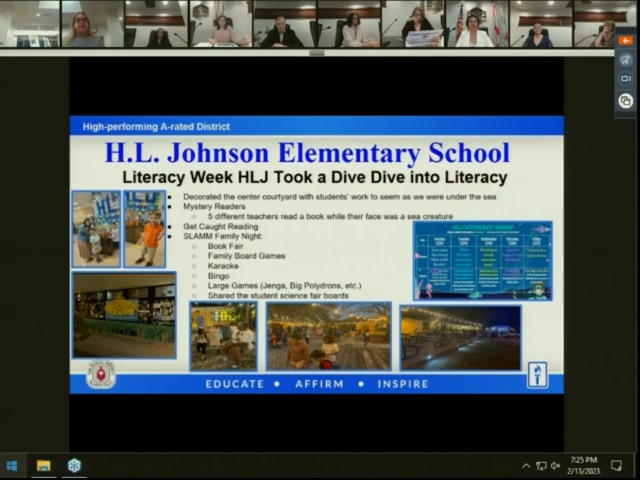 High-performing A-rated District
H.L. Johnson Elementary School
Literacy Week HLJ Took a Dive Dive into Literacy
Decorated the center courtyard with students' work to seem as we were under the sea
Mystery Readers
5 different teachers read a book while their face was a sea creature
Get Caught Reading
SLAMM Family Night:
Book Fair
Family Board Games
Karaoke
Bingo
Large Games (Jenga, Big Polydrons, etc.)
Shared the student science fair boards
HLJ LITERACY WEEK
EDUCATE • AFFIRM • INSPIRE
7:25 PM
2/13/2023